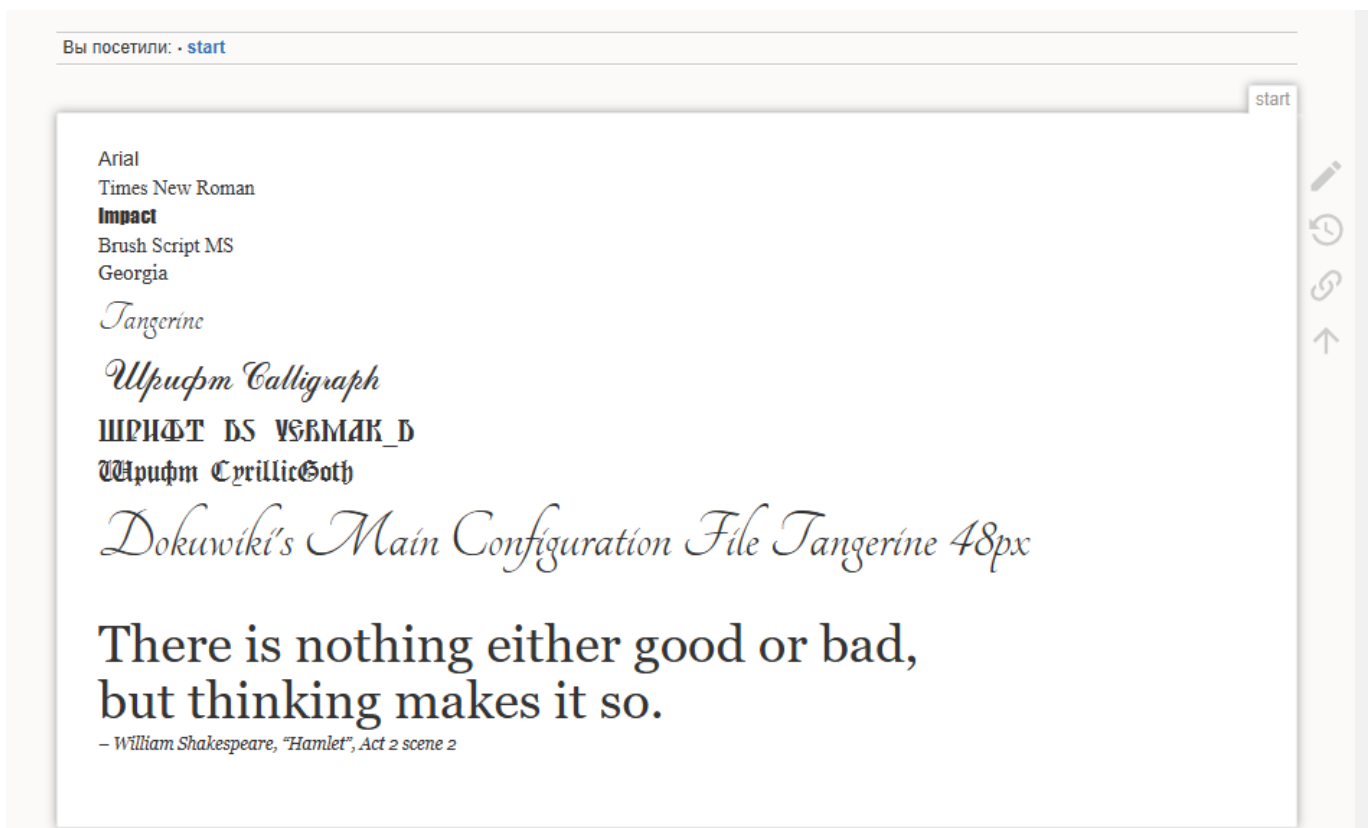 Вы посетили: • start
start
Arial
Times New Roman
Impact
Brush Script MS
Georgia
Tangerine
Шрифт Calligraph
ШРИФТ DS YERMAK_D
Шрифт CyrillicGoth
Dokuwiki's Main Configuration File Tangerine 48px
There is nothing either good or bad,
but thinking makes it so.
– William Shakespeare, “Hamlet”, Act 2 scene 2